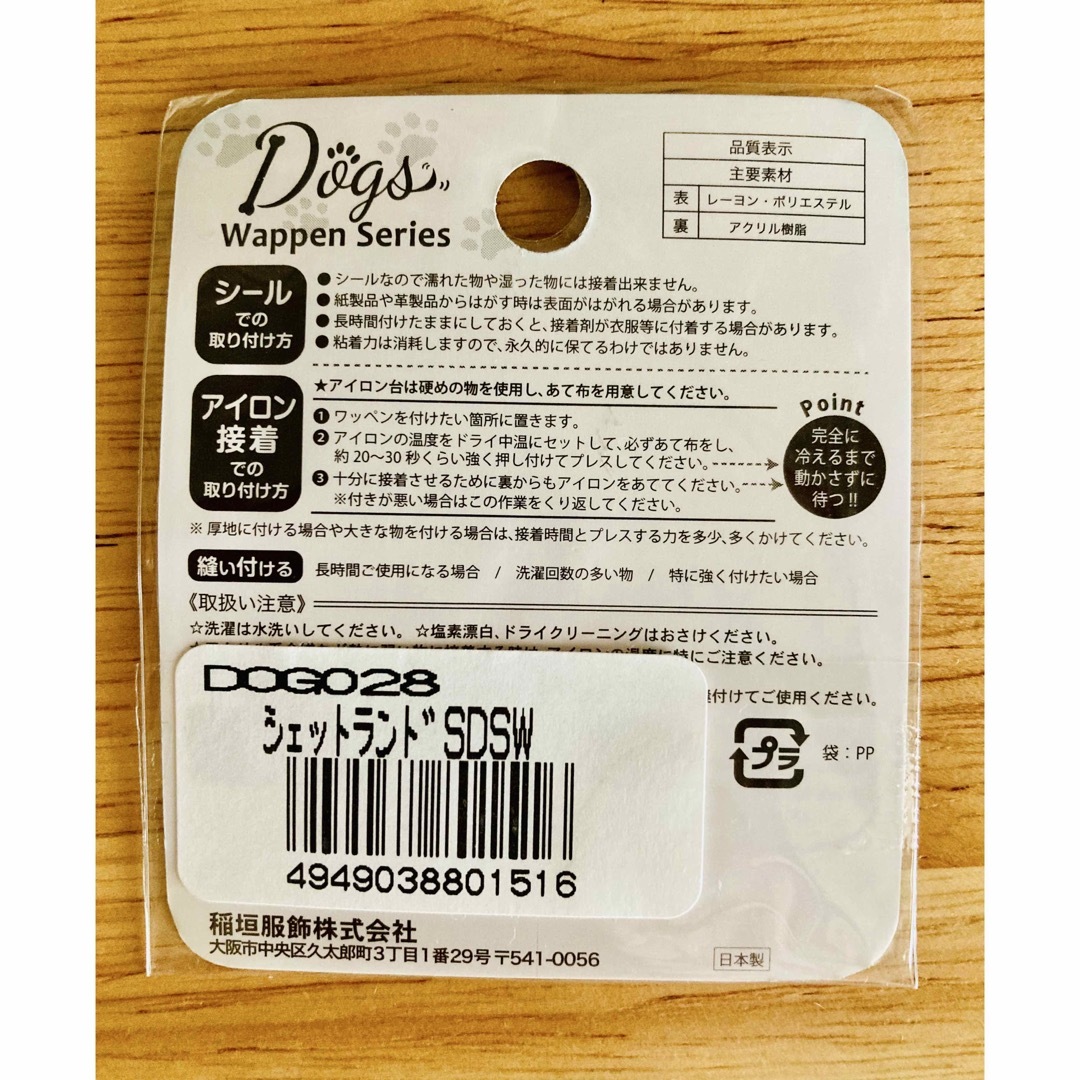 Dogs
Wappen Series
品質表示
主要素材
表 レーヨン・ポリエステル
裏 アクリル樹脂
シール
での
取り付け方
● シールなので濡れた物や湿った物には接着出来ません。
● 紙製品や革製品からはがす時は表面がはがれる場合があります。
● 長時間付けたままにしておくと、接着剤が衣服等に付着する場合があります。
● 粘着力は消耗しますので、永久的に保てるわけではありません。
アイロン
接着
での
取り付け方
★アイロン台は硬めの物を使用し、あて布を用意してください。
❶ ワッペンを付けたい箇所に置きます。
❷ アイロンの温度をドライ中温にセットして、必ずあて布をし、
約20〜30秒くらい強く押し付けてプレスしてください。
❸ 十分に接着させるために裏からもアイロンをあててください。
※付きが悪い場合はこの作業をくり返してください。
Point
完全に
冷えるまで
動かさずに
待つ!!
※ 厚地に付ける場合や大きな物を付ける場合は、接着時間とプレスする力を多少、多くかけてください。
縫い付ける
長時間ご使用になる場合 / 洗濯回数の多い物 / 特に強く付けたい場合
《取扱い注意》
☆洗濯は水洗いしてください。 ☆塩素漂白、ドライクリーニングはおさけください。
特にご注意ください。
付けてご使用ください。
DOG028
シェットランドSDSW
4949038801516
プラ
袋：PP
稲垣服飾株式会社
大阪市中央区久太郎町3丁目1番29号〒541-0056
日本製